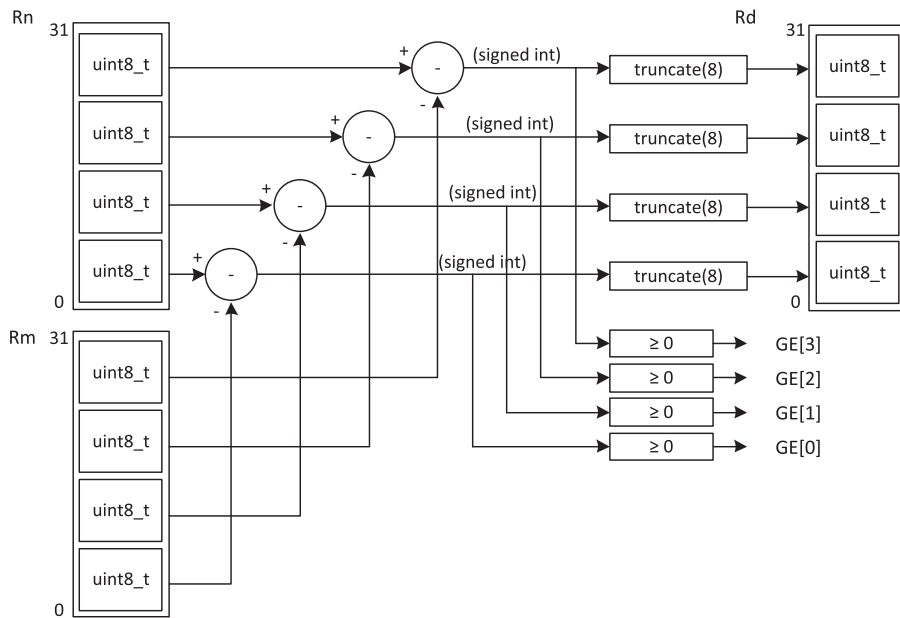 Rn
31
uint8_t
uint8_t
uint8_t
uint8_t
0
Rm
31
uint8_t
uint8_t
uint8_t
uint8_t
0
+
-
-
(signed int)
+
-
-
(signed int)
+
-
-
(signed int)
+
-
-
(signed int)
truncate(8)
truncate(8)
truncate(8)
truncate(8)
Rd
31
uint8_t
uint8_t
uint8_t
uint8_t
0
≥ 0 GE[3]
≥ 0 GE[2]
≥ 0 GE[1]
≥ 0 GE[0]